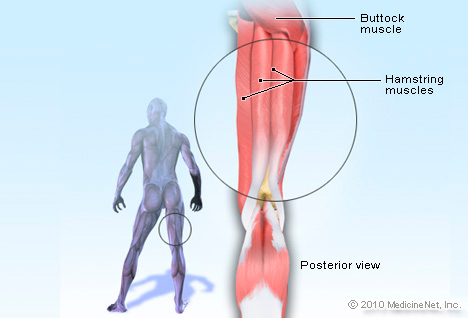 Buttock
muscle
Hamstring
muscles
Posterior view
© 2010 MedicineNet, Inc.